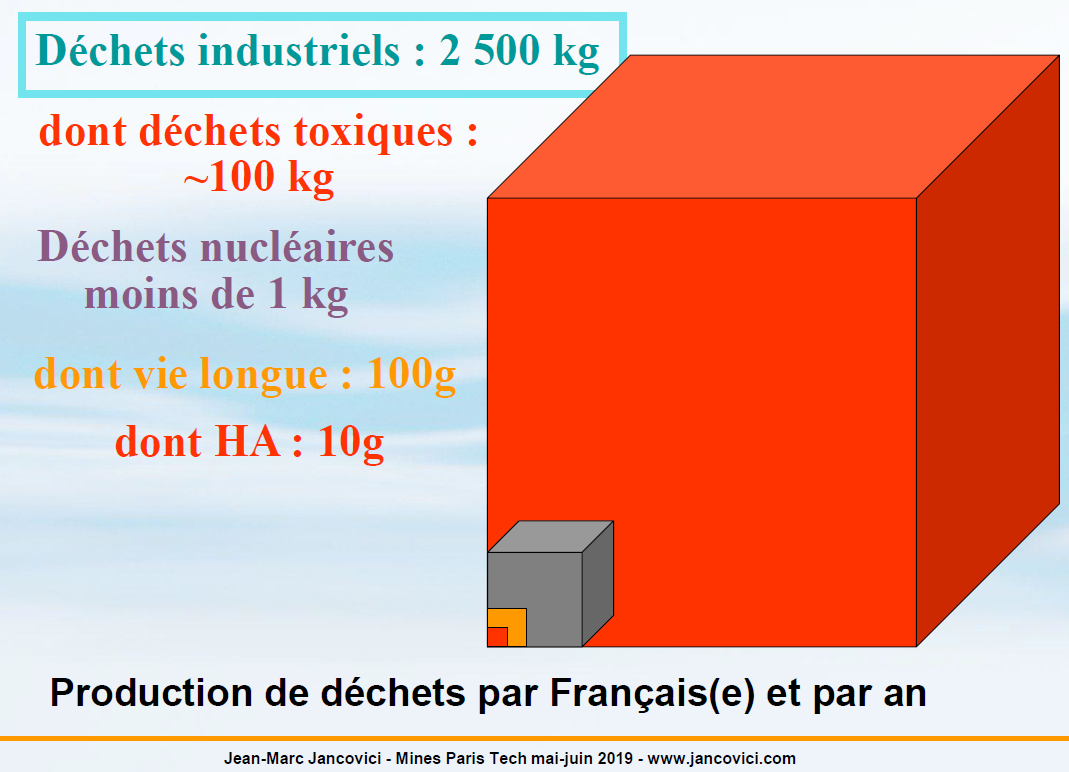 Déchets industriels : 2 500 kg
dont déchets toxiques :
~100 kg
Déchets nucléaires
moins de 1 kg
dont vie longue : 100g
dont HA : 10g
Production de déchets par Français(e) et par an
Jean-Marc Jancovici - Mines Paris Tech mai-juin 2019 - www.jancovici.com